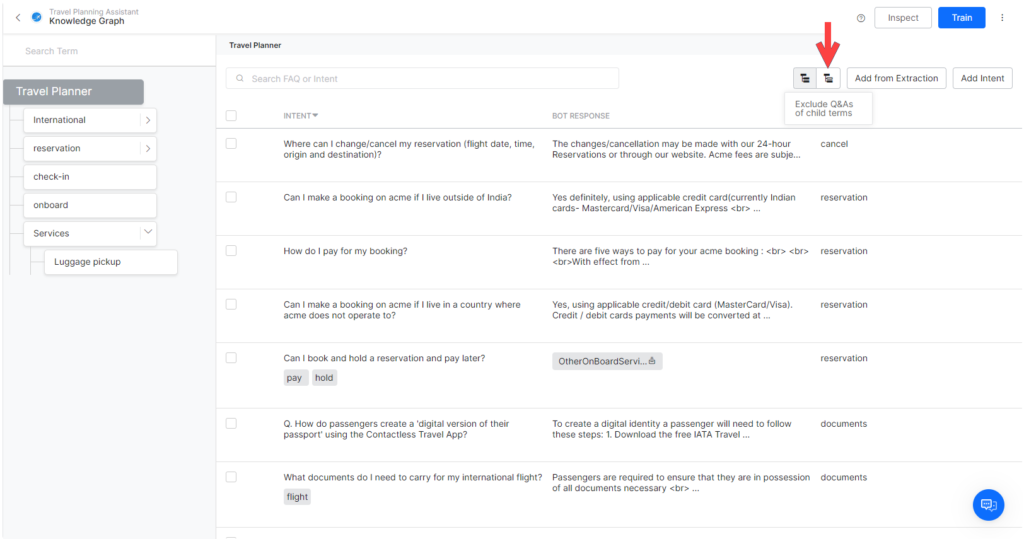 Travel Planning Assistant
Knowledge Graph
Inspect
Train
Search Term
Travel Planner
Travel Planner
International
reservation
check-in
onboard
Services
Luggage pickup
Search FAQ or Intent
Add from Extraction
Add Intent
Exclude Q&As
of child terms
INTENT
BOT RESPONSE
Where can I change/cancel my reservation (flight date, time,
origin and destination)?
The changes/cancellation may be made with our 24-hour
Reservations or through our website. Acme fees are subje...
cancel
Can I make a booking on acme if I live outside of India?
Yes definitely, using applicable credit card(currently Indian
cards- Mastercard/Visa/American Express <br> ...
reservation
How do I pay for my booking?
There are five ways to pay for your acme booking : <br> <br>
<br>With effect from ...
reservation
Can I make a booking on acme if I live in a country where
acme does not operate to?
Yes, using applicable credit/debit card (MasterCard/Visa).
Credit / debit cards payments will be converted at ...
reservation
Can I book and hold a reservation and pay later?
pay hold
OtherOnBoardServi...
reservation
Q. How do passengers create a 'digital version of their
passport' using the Contactless Travel App?
To create a digital identity a passenger will need to follow
these steps: 1. Download the free IATA Travel ...
documents
What documents do I need to carry for my international flight?
flight
Passengers are required to ensure that they are in possession
of all documents necessary <br> ...
documents